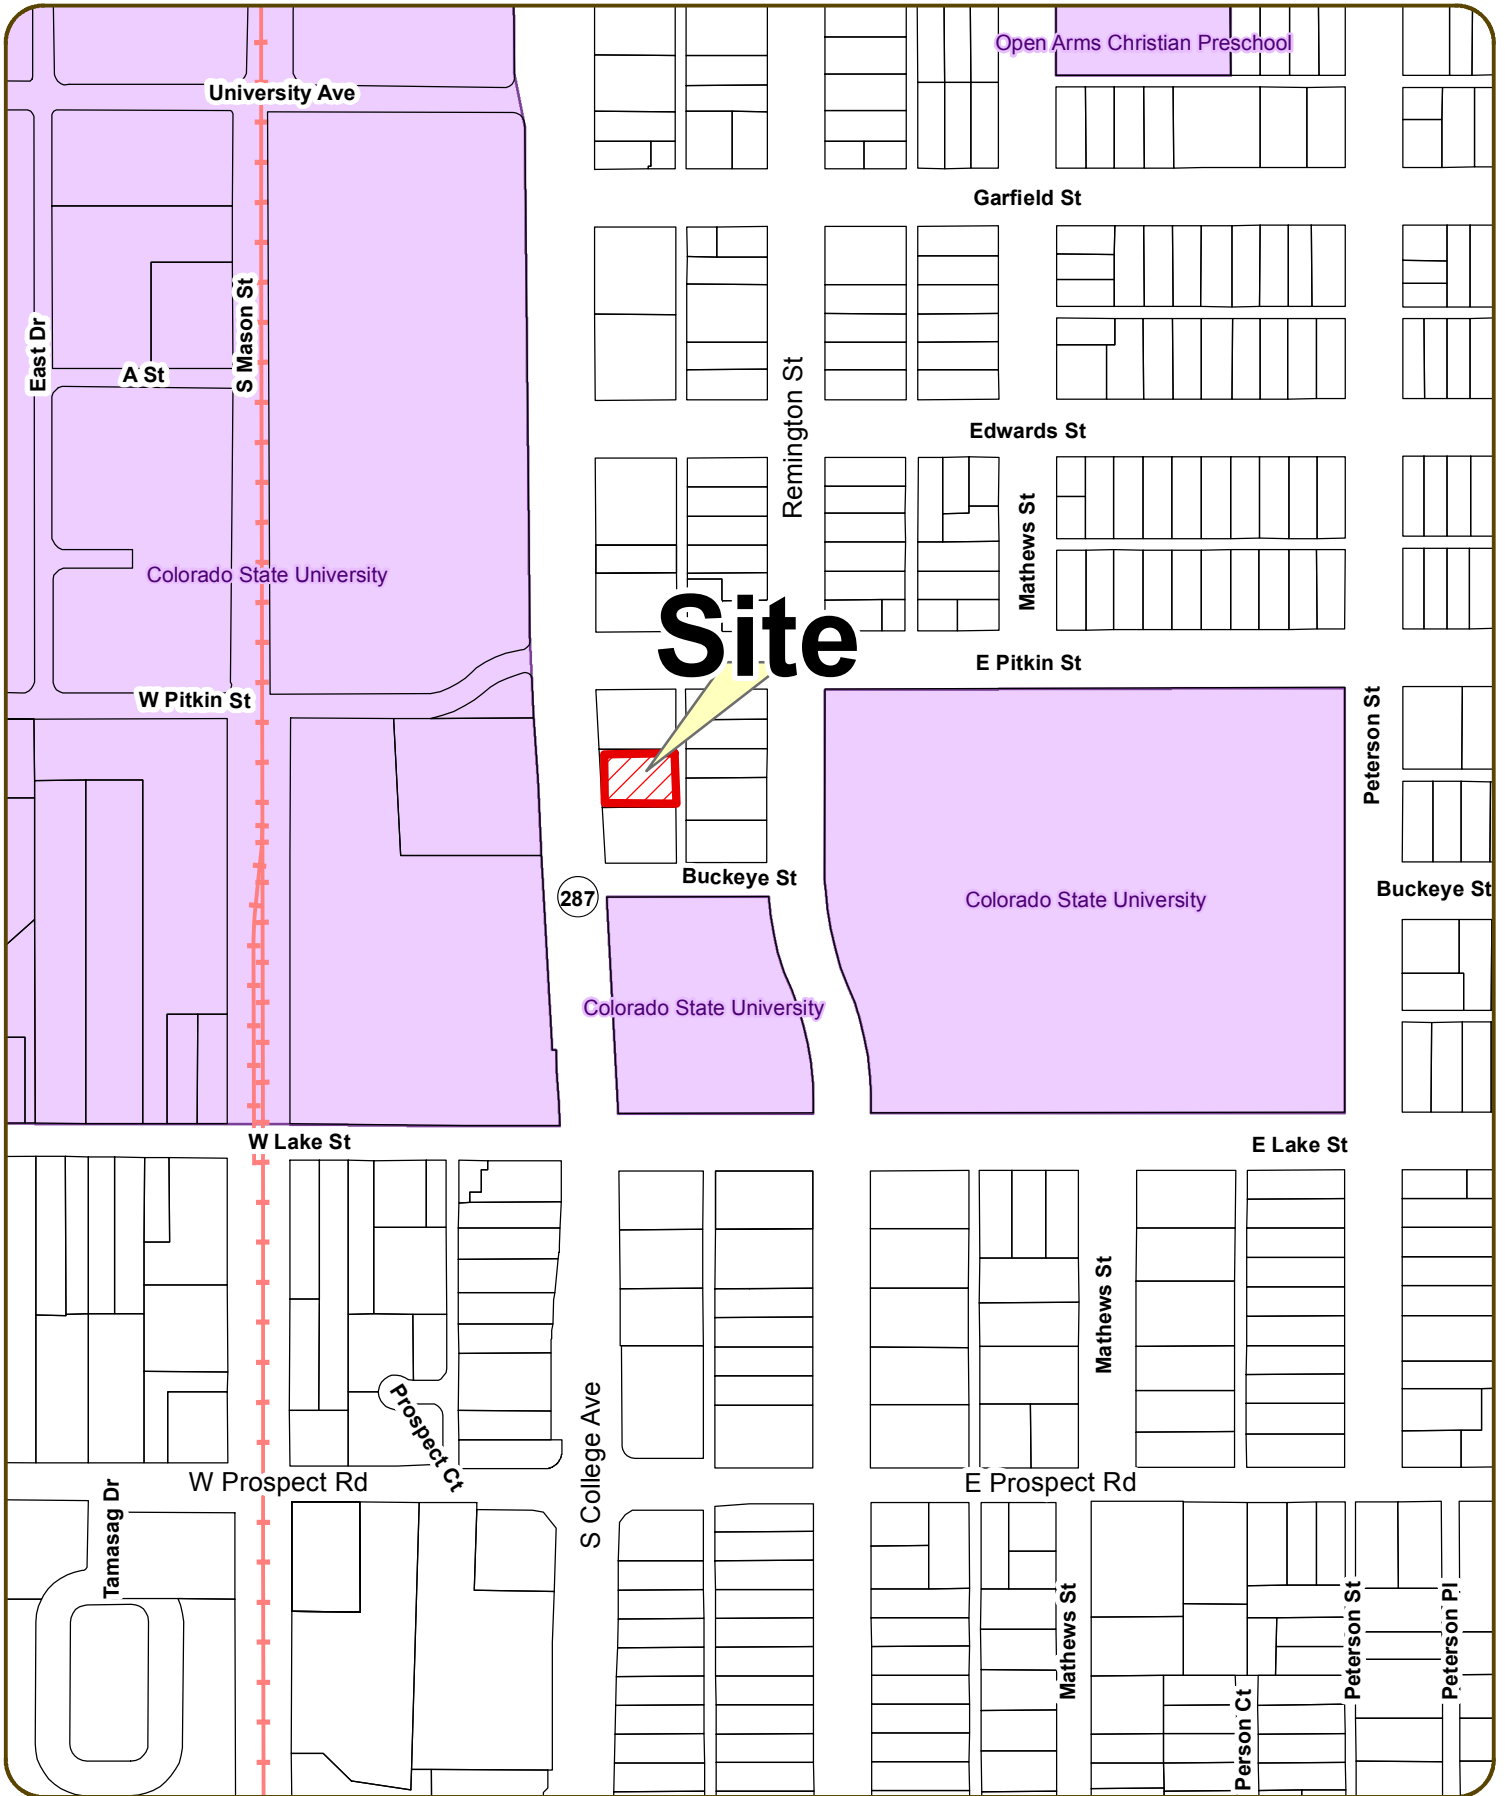 Open Arms Christian Preschool
University Ave
Garfield St
East Dr
S Mason St
A St
Remington St
Edwards St
Mathews St
Colorado State University
Site
E Pitkin St
W Pitkin St
Peterson St
Buckeye St
287
Buckeye St
Colorado State University
Colorado State University
W Lake St
E Lake St
Mathews St
Prospect Ct
S College Ave
W Prospect Rd
E Prospect Rd
Tamasag Dr
Mathews St
Peterson St
Peterson Pl
Person Ct